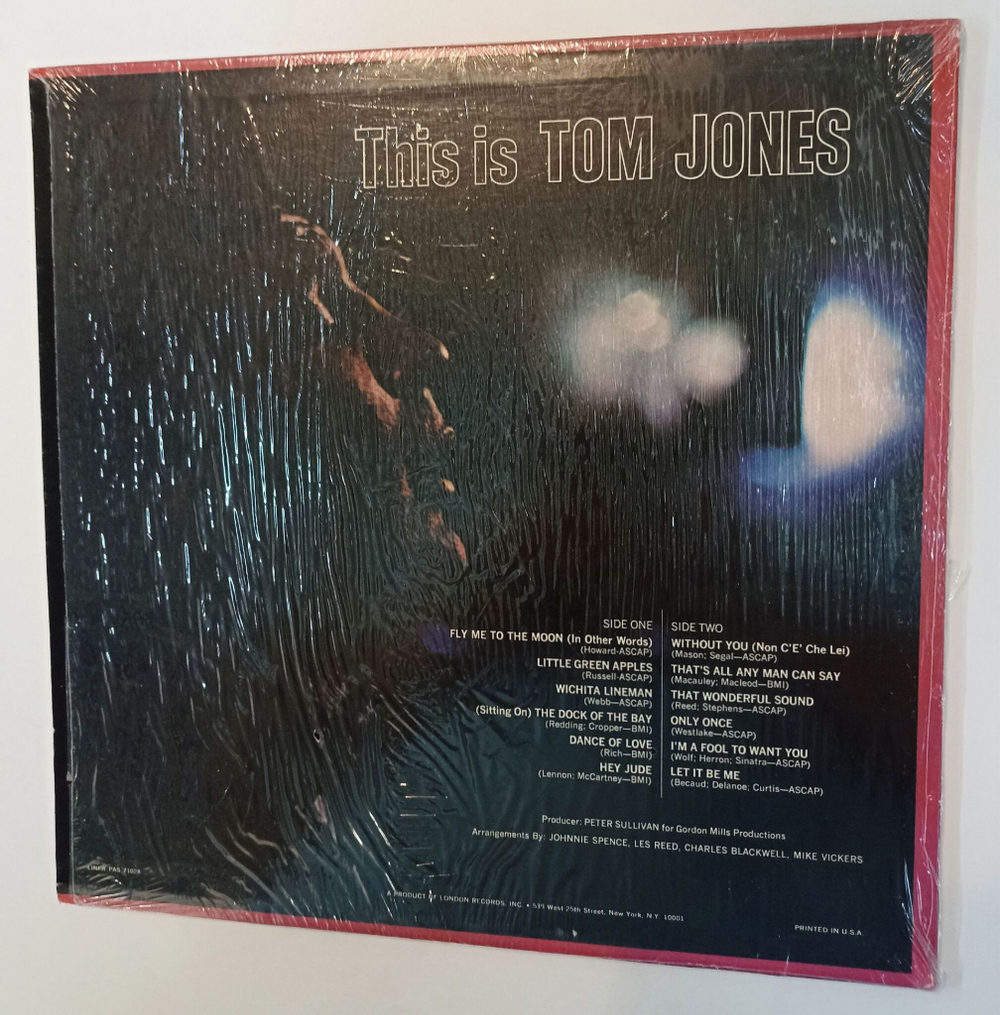 This is TOM JONES
SIDE ONE
FLY ME TO THE MOON (In Other Words)
(Howard-ASCAP)
LITTLE GREEN APPLES
(Russell-ASCAP)
WICHITA LINEMAN
(Webb—ASCAP)
(Sitting On) THE DOCK OF THE BAY
(Redding; Cropper—BMI)
DANCE OF LOVE
(Rich—BMI)
HEY JUDE
(Lennon; McCartney—BMI)
SIDE TWO
WITHOUT YOU (Non C'E' Che Lei)
(Mason; Segal—ASCAP)
THAT'S ALL ANY MAN CAN SAY
(Macauley; Macleod—BMI)
THAT WONDERFUL SOUND
(Reed; Stephens—ASCAP)
ONLY ONCE
(Westlake—ASCAP)
I'M A FOOL TO WANT YOU
(Wolf; Herron; Sinatra—ASCAP)
LET IT BE ME
(Becaud; Delanoe; Curtis—ASCAP)
Producer: PETER SULLIVAN for Gordon Mills Productions
Arrangements By: JOHNNIE SPENCE, LES REED, CHARLES BLACKWELL, MIKE VICKERS
LINER PAS 71028
A PRODUCT OF LONDON RECORDS, INC. • 539 West 25th Street, New York, N.Y. 10001
PRINTED IN U.S.A.